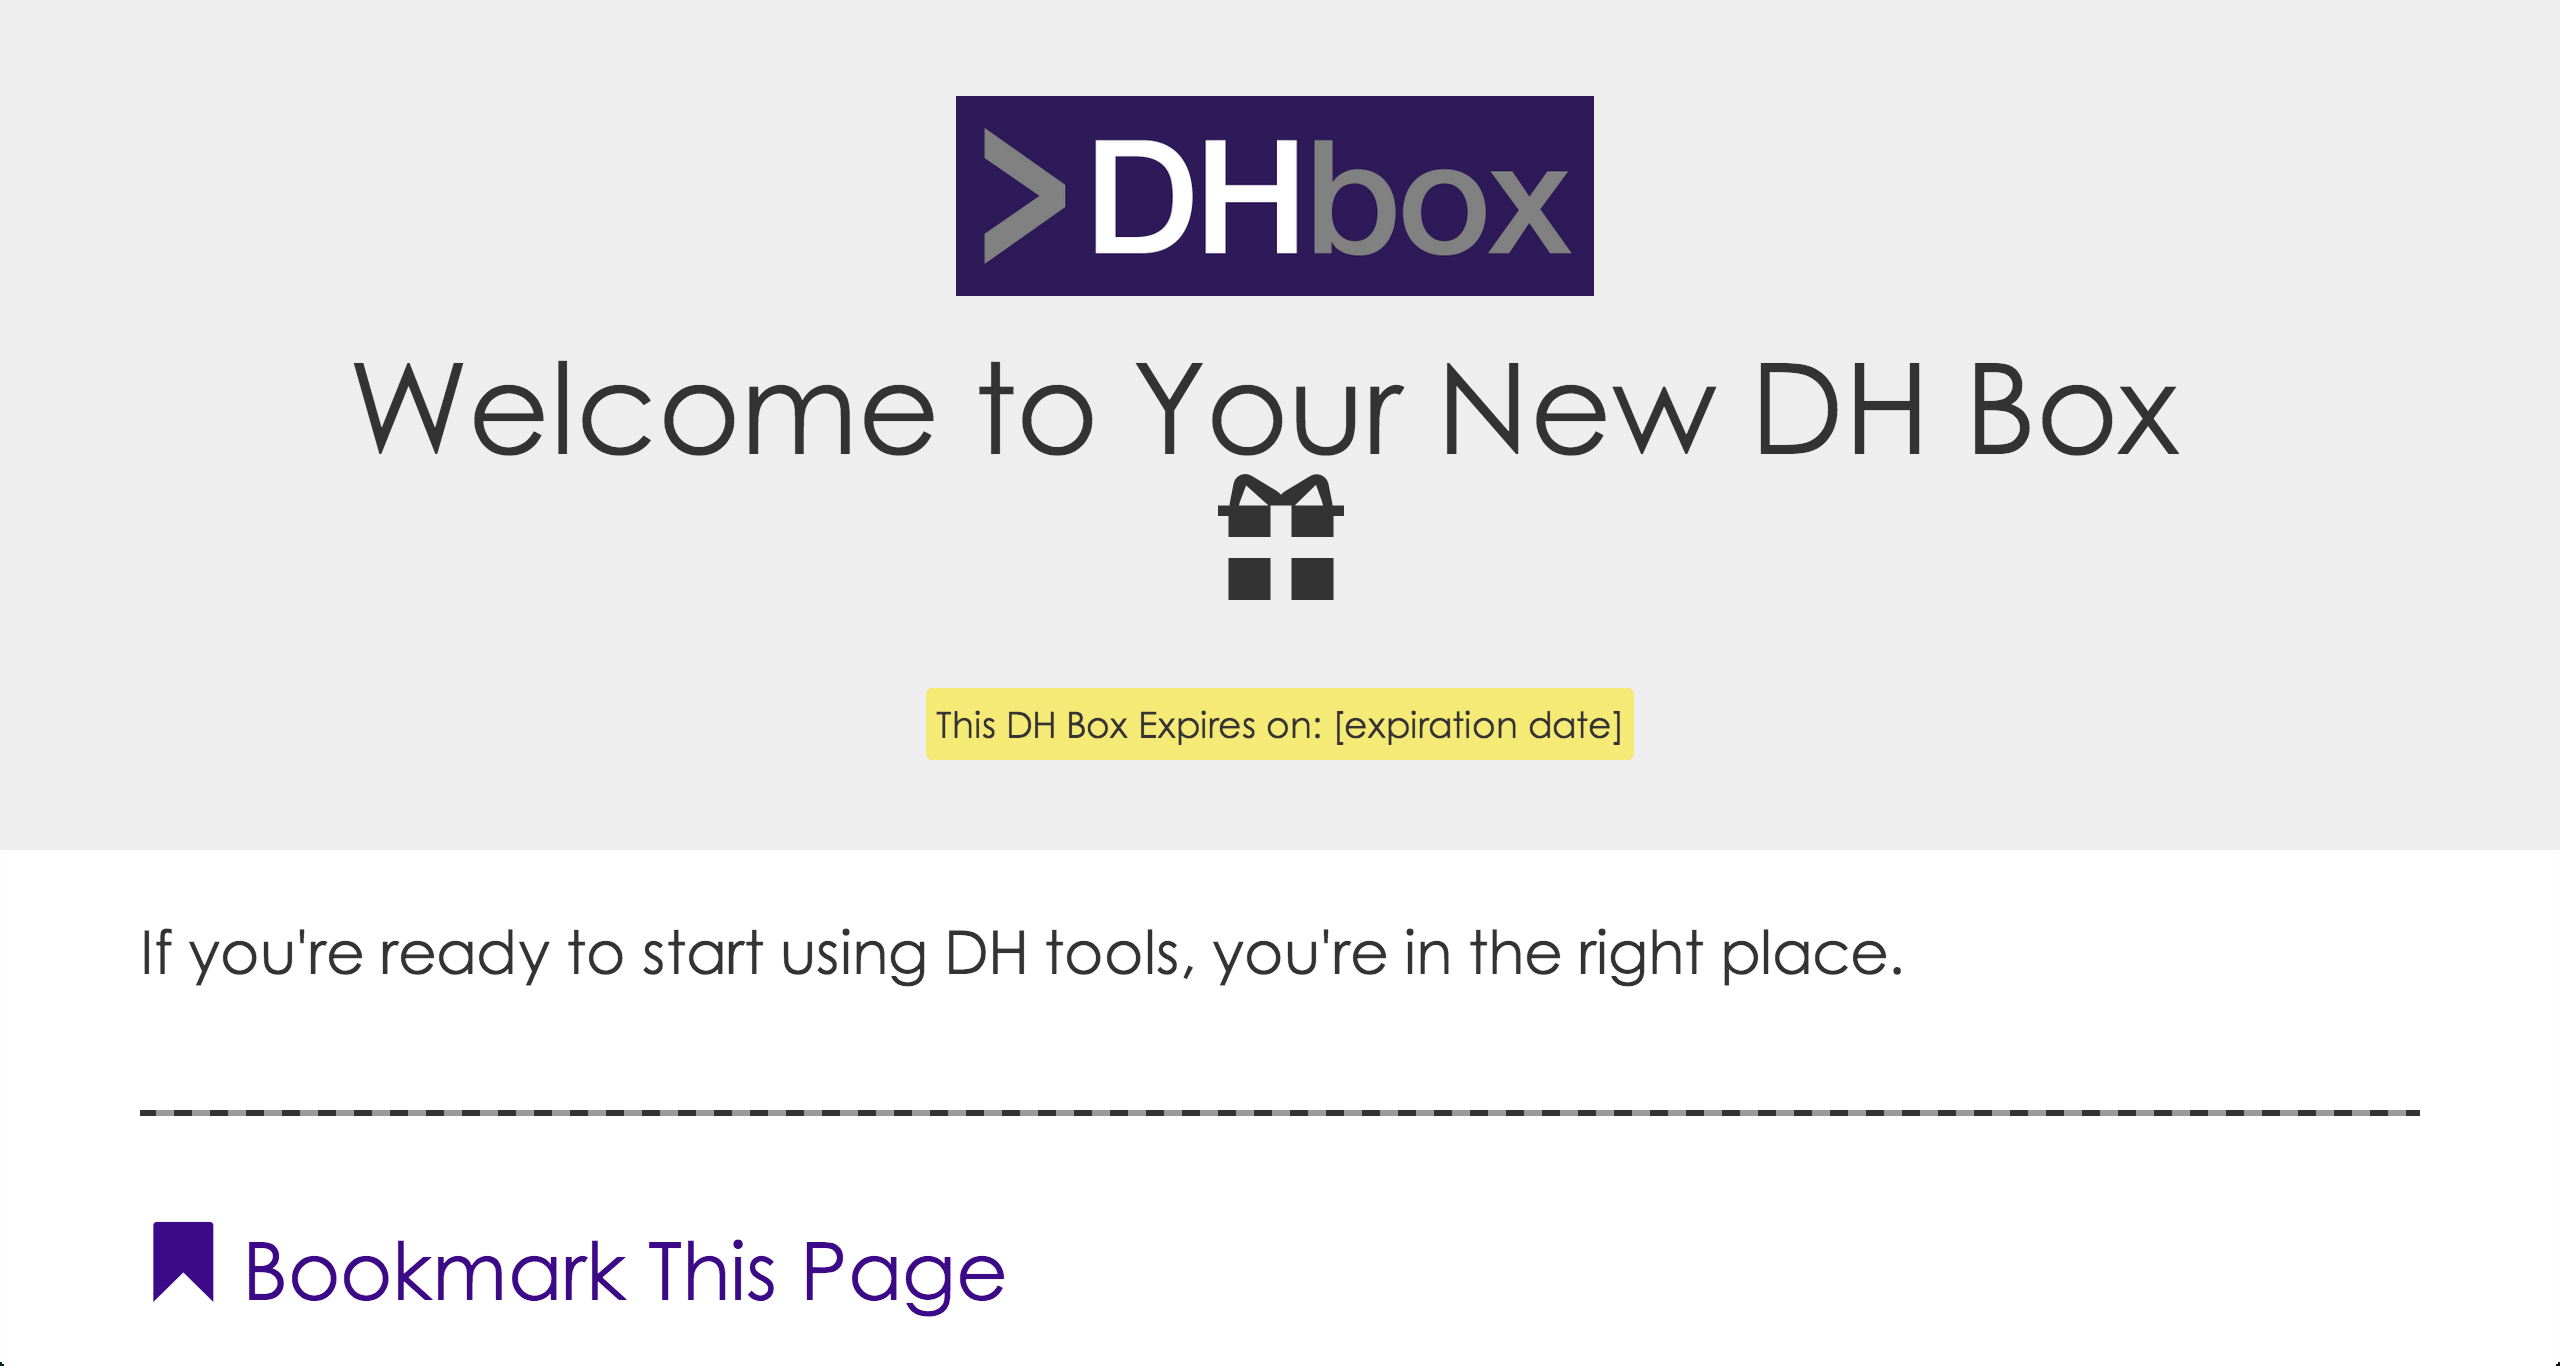 >DHbox
Welcome to Your New DH Box
This DH Box Expires on: [expiration date]
If you're ready to start using DH tools, you're in the right place.
Bookmark This Page